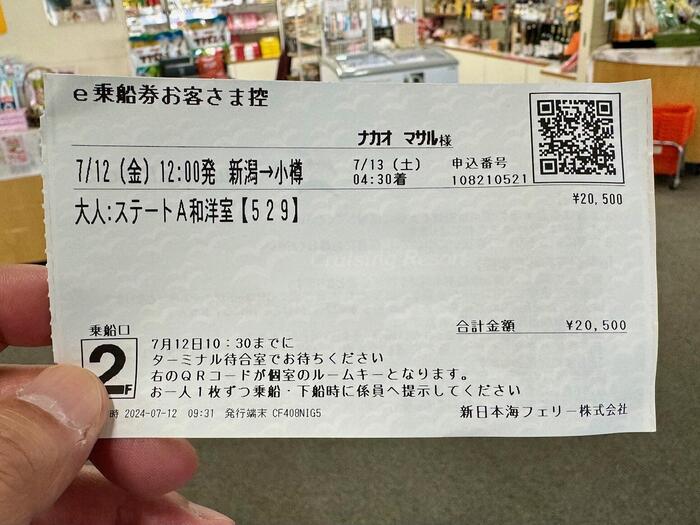 e乗船券お客さま控
ナカオ マサル様
7/12（金）12:00発 新潟→小樽
7/13（土）
04:30着
申込番号
108210521
¥20,500
大人:ステートA和洋室【529】
Cruising Resort
合計金額 ¥20,500
乗船口
2F
7月12日10：30までに
ターミナル待合室でお待ちください
右のQRコードが個室のルームキーとなります。
お一人1枚ずつ乗船・下船時に係員へ提示してください
時 2024-07-12 09:31 発行端末 CF408NIG5
新日本海フェリー株式会社